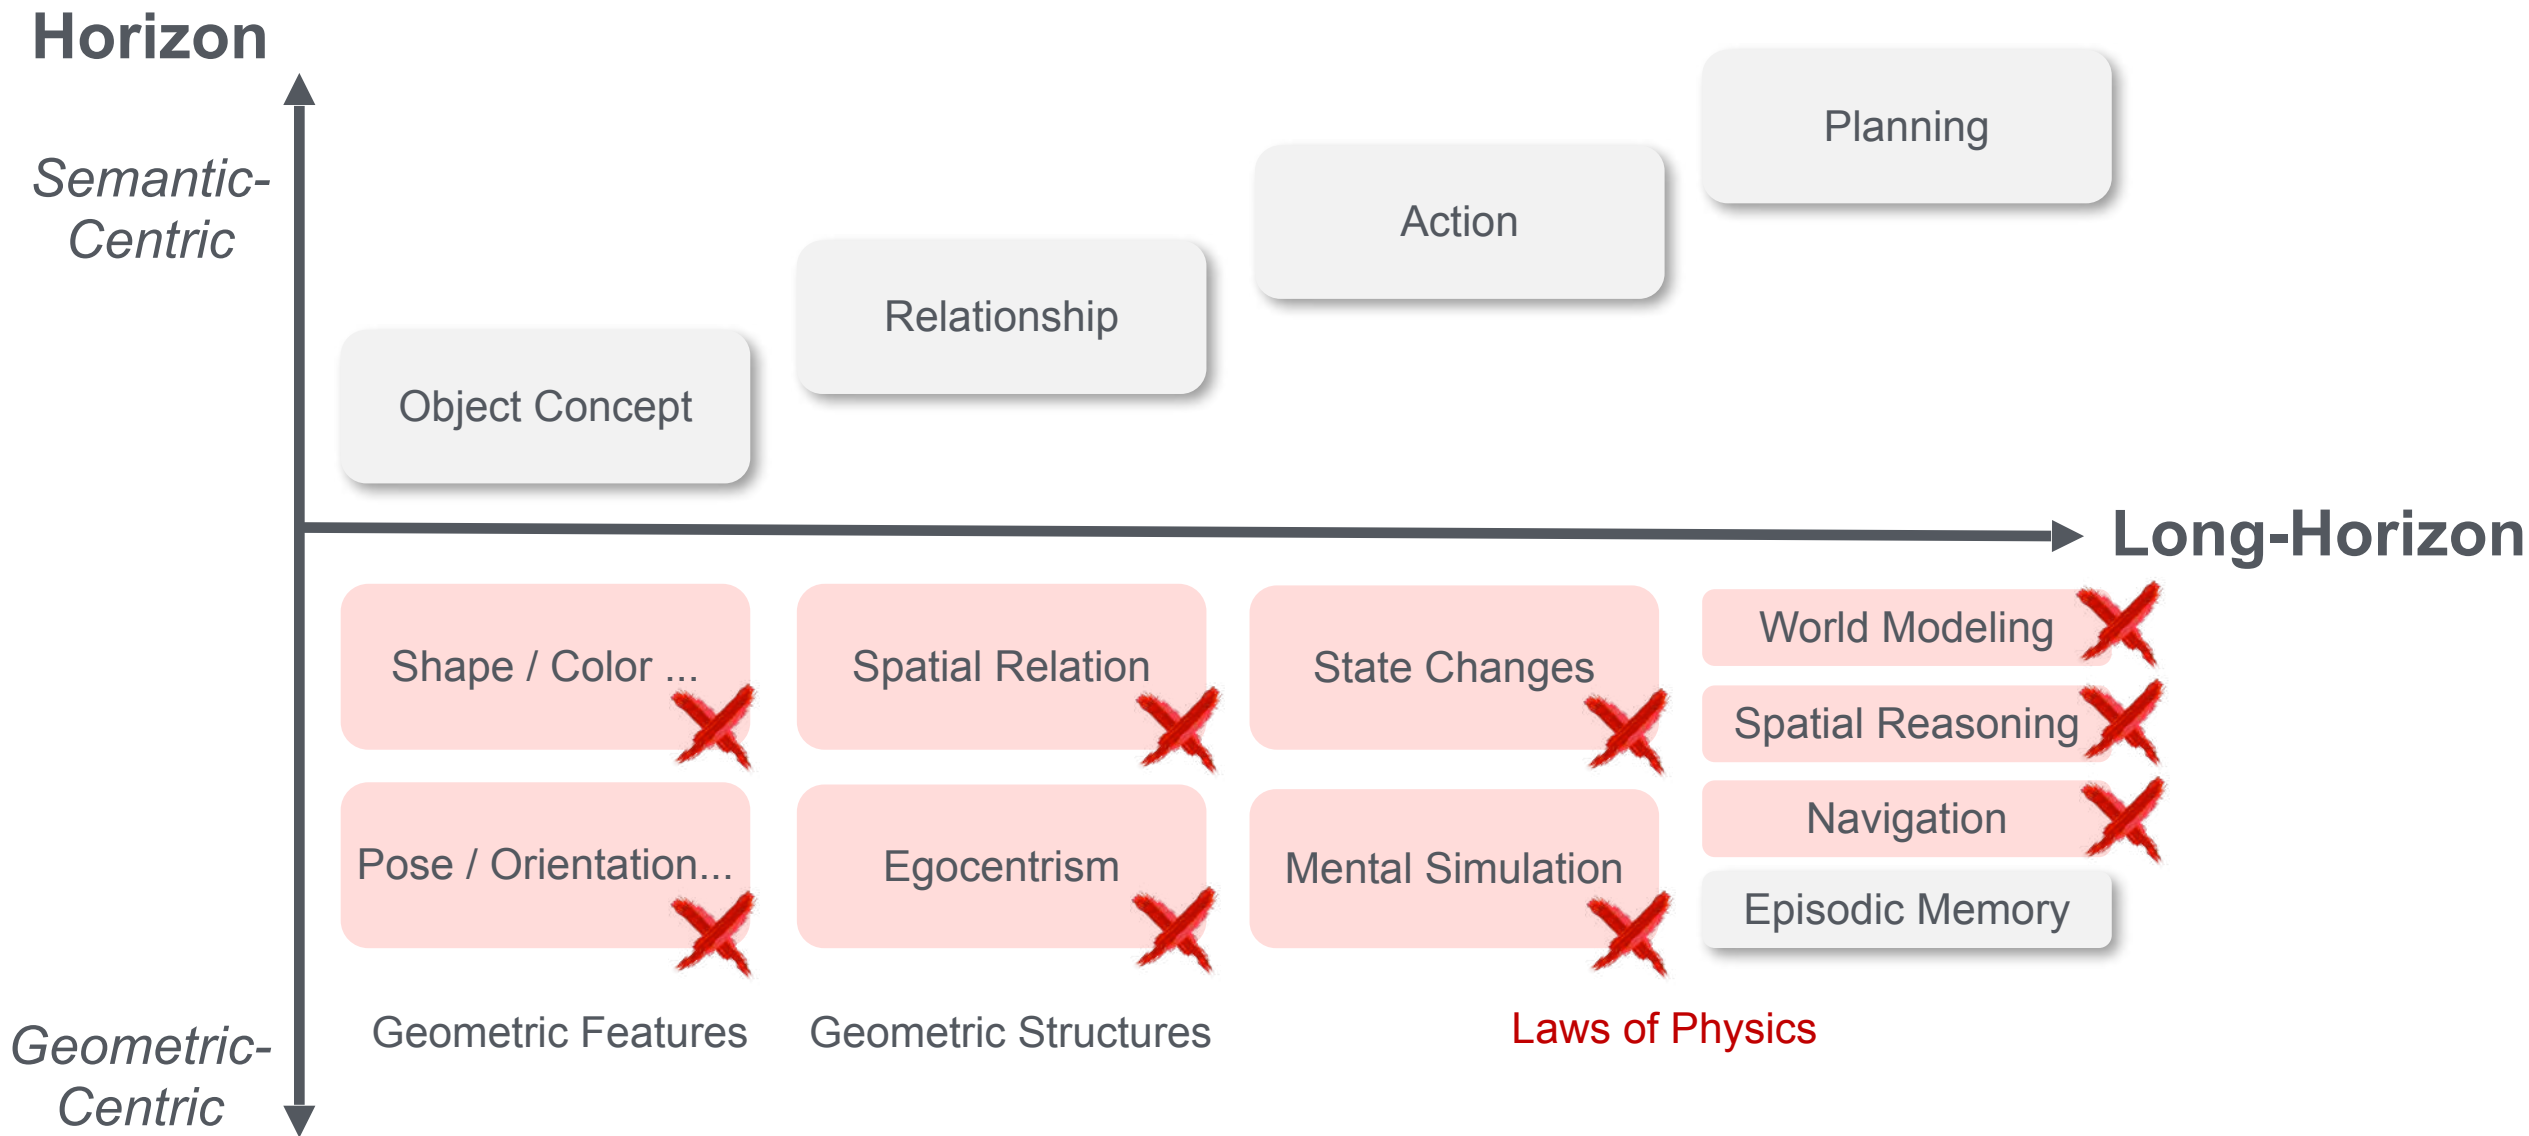 Horizon
Semantic-
Centric
Planning
Action
Relationship
Object Concept
Long-Horizon
Shape / Color ...
Spatial Relation
State Changes
World Modeling
Spatial Reasoning
Navigation
Pose / Orientation...
Egocentrism
Mental Simulation
Episodic Memory
Geometric Features
Geometric Structures
Laws of Physics
Geometric-
Centric